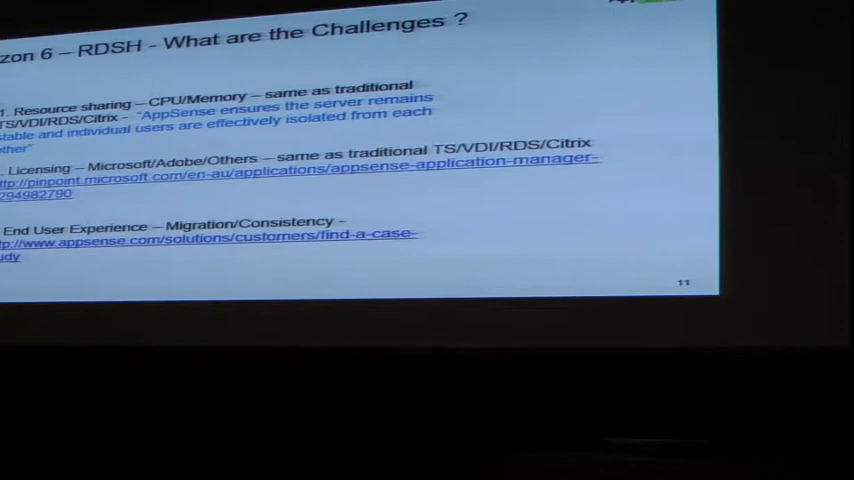 zon 6 – RDSH - What are the Challenges ?
1. Resource sharing – CPU/Memory – same as traditional
TS/VDI/RDS/Citrix - "AppSense ensures the server remains
stable and individual users are effectively isolated from each
other"
. Licensing – Microsoft/Adobe/Others – same as traditional TS/VDI/RDS/Citrix
http://pinpoint.microsoft.com/en-au/applications/appsense-application-manager-
294982790
End User Experience – Migration/Consistency –
tp://www.appsense.com/solutions/customers/find-a-case-
udy
11